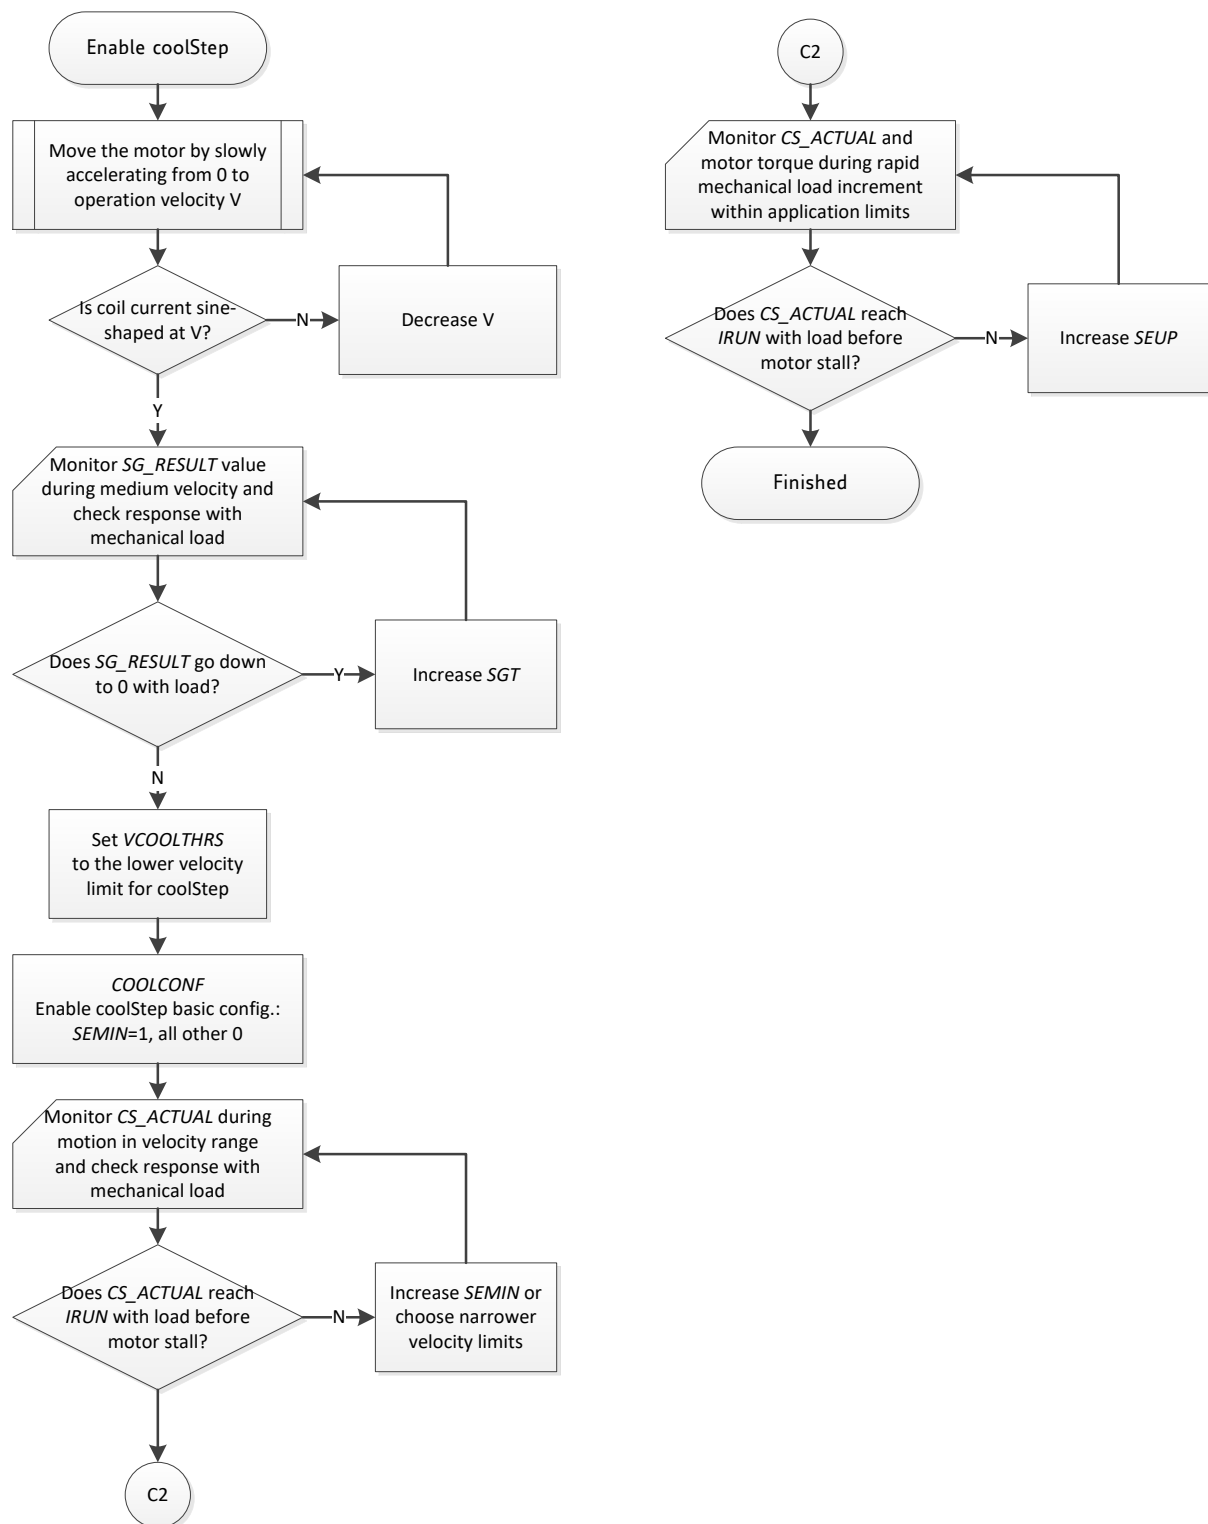 Enable coolStep
Move the motor by slowly
accelerating from 0 to
operation velocity V
Is coil current sine-
shaped at V?
N
Decrease V
Y
Monitor SG_RESULT value
during medium velocity and
check response with
mechanical load
Does SG_RESULT go down
to 0 with load?
Y
Increase SGT
N
Set VCOOLTHRS
to the lower velocity
limit for coolStep
COOLCONF
Enable coolStep basic config.:
SEMIN=1, all other 0
Monitor CS_ACTUAL during
motion in velocity range
and check response with
mechanical load
Does CS_ACTUAL reach
IRUN with load before
motor stall?
N
Increase SEMIN or
choose narrower
velocity limits
C2
C2
Monitor CS_ACTUAL and
motor torque during rapid
mechanical load increment
within application limits
Does CS_ACTUAL reach
IRUN with load before
motor stall?
N
Increase SEUP
Finished